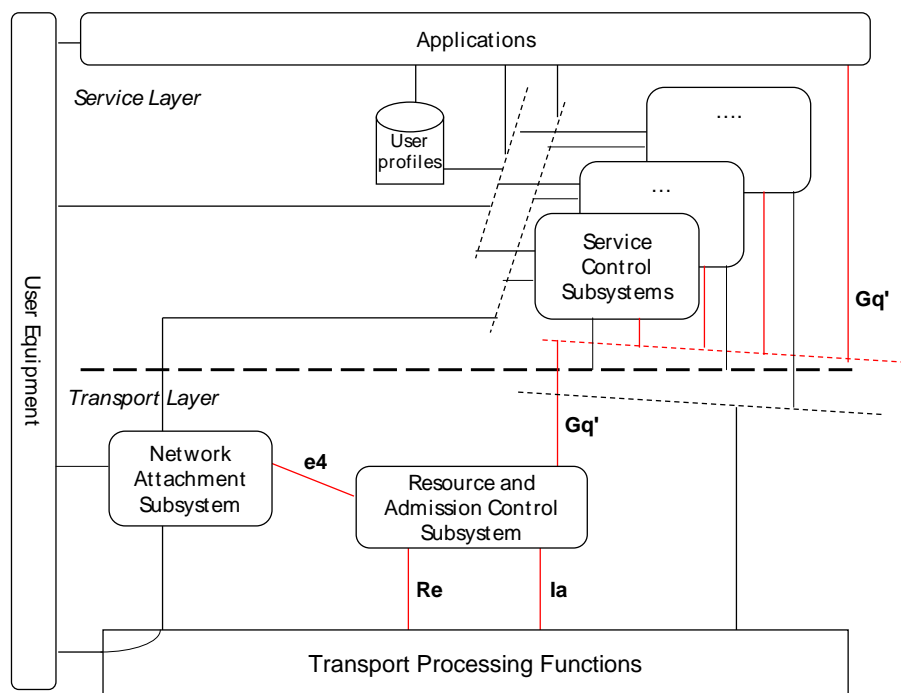 Applications
Service Layer
User
profiles
....
...
Service
Control
Subsystems
Gq'
User Equipment
Transport Layer
Gq'
Network
Attachment
Subsystem
e4
Resource and
Admission Control
Subsystem
Re
Ia
Transport Processing Functions